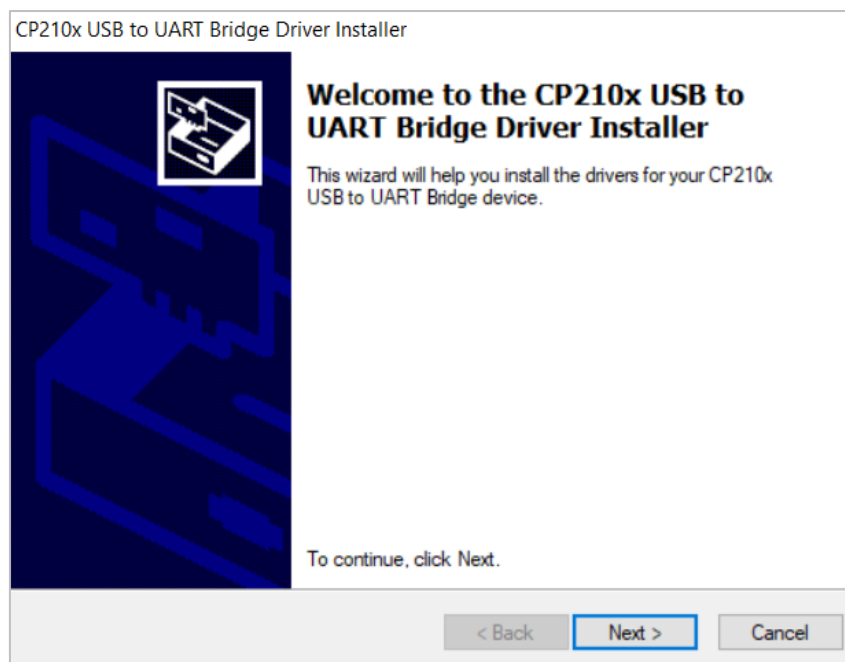 CP210x USB to UART Bridge Driver Installer
Welcome to the CP210x USB to
UART Bridge Driver Installer
This wizard will help you install the drivers for your CP210x
USB to UART Bridge device.
To continue, click Next.
< Back
Next >
Cancel